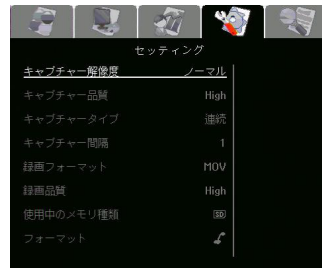 セッティング
キャプチャー解像度 ノーマル
キャプチャー品質 High
キャプチャータイプ 連続
キャプチャー間隔 1
録画フォーマット MOV
録画品質 High
使用中のメモリ種類 SD
フォーマット